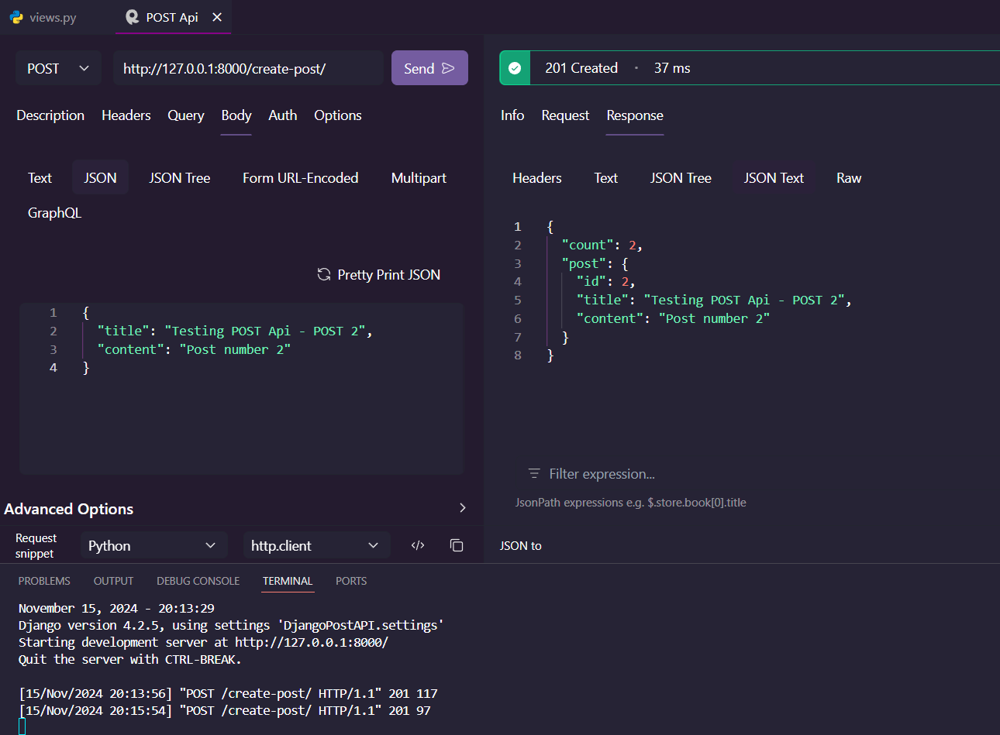 views.py
POST Api
POST
http://127.0.0.1:8000/create-post/
Send
Description Headers Query Body Auth Options
Text JSON JSON Tree Form URL-Encoded Multipart
GraphQL
Pretty Print JSON
1 {
2 "title": "Testing POST Api - POST 2",
3 "content": "Post number 2"
4 }
Advanced Options
Request snippet
Python
http.client
</>
201 Created · 37 ms
Info Request Response
Headers Text JSON Tree JSON Text Raw
1 {
2 "count": 2,
3 "post": {
4 "id": 2,
5 "title": "Testing POST Api - POST 2",
6 "content": "Post number 2"
7 }
8 }
Filter expression...
JsonPath expressions e.g. $.store.book[0].title
JSON to
PROBLEMS OUTPUT DEBUG CONSOLE TERMINAL PORTS
November 15, 2024 - 20:13:29
Django version 4.2.5, using settings 'DjangoPostAPI.settings'
Starting development server at http://127.0.0.1:8000/
Quit the server with CTRL-BREAK.
[15/Nov/2024 20:13:56] "POST /create-post/ HTTP/1.1" 201 117
[15/Nov/2024 20:15:54] "POST /create-post/ HTTP/1.1" 201 97